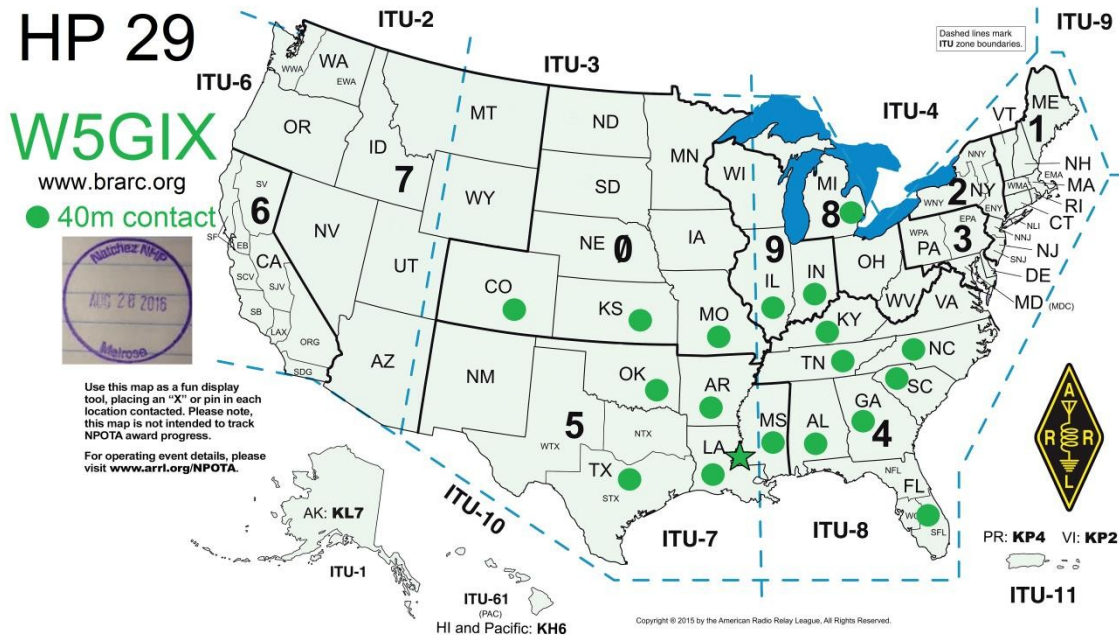 HP 29
W5GIX
www.brarc.org
40m contact
Natchez NHP
AUG 28 2016
Melrose
Use this map as a fun display
tool, placing an “X” or pin in each
location contacted. Please note,
this map is not intended to track
NPOTA award progress.
For operating event details, please
visit www.arrl.org/NPOTA.
Dashed lines mark
ITU zone boundaries.
ITU-2
ITU-3
ITU-4
ITU-9
ITU-6
WWA
WA
EWA
OR
ID
7
MT
WY
ND
SD
NE
0
MN
IA
WI
MI
8
9
IL
IN
OH
ME
1
VT
NH
EMA
MA
WMA
RI
CT
NNY
NY
2
WNY
ENY
NLI
NNJ
NJ
SNJ
EPA
WPA
PA
3
DE
MD (MDC)
WV
VA
SV
6
NV
UT
CO
KS
MO
KY
TN
NC
SC
SF
EB
CA
SCV
SJV
SB
LAX
ORG
SDG
AZ
NM
OK
AR
MS
AL
GA
4
5
WTX
NTX
TX
STX
LA
NFL
FL
SFL
AK: KL7
ITU-1
ITU-10
ITU-61
(PAC)
HI and Pacific: KH6
ITU-7
ITU-8
A
R R
L
PR: KP4 VI: KP2
ITU-11
Copyright ® 2015 by the American Radio Relay League, All Rights Reserved.